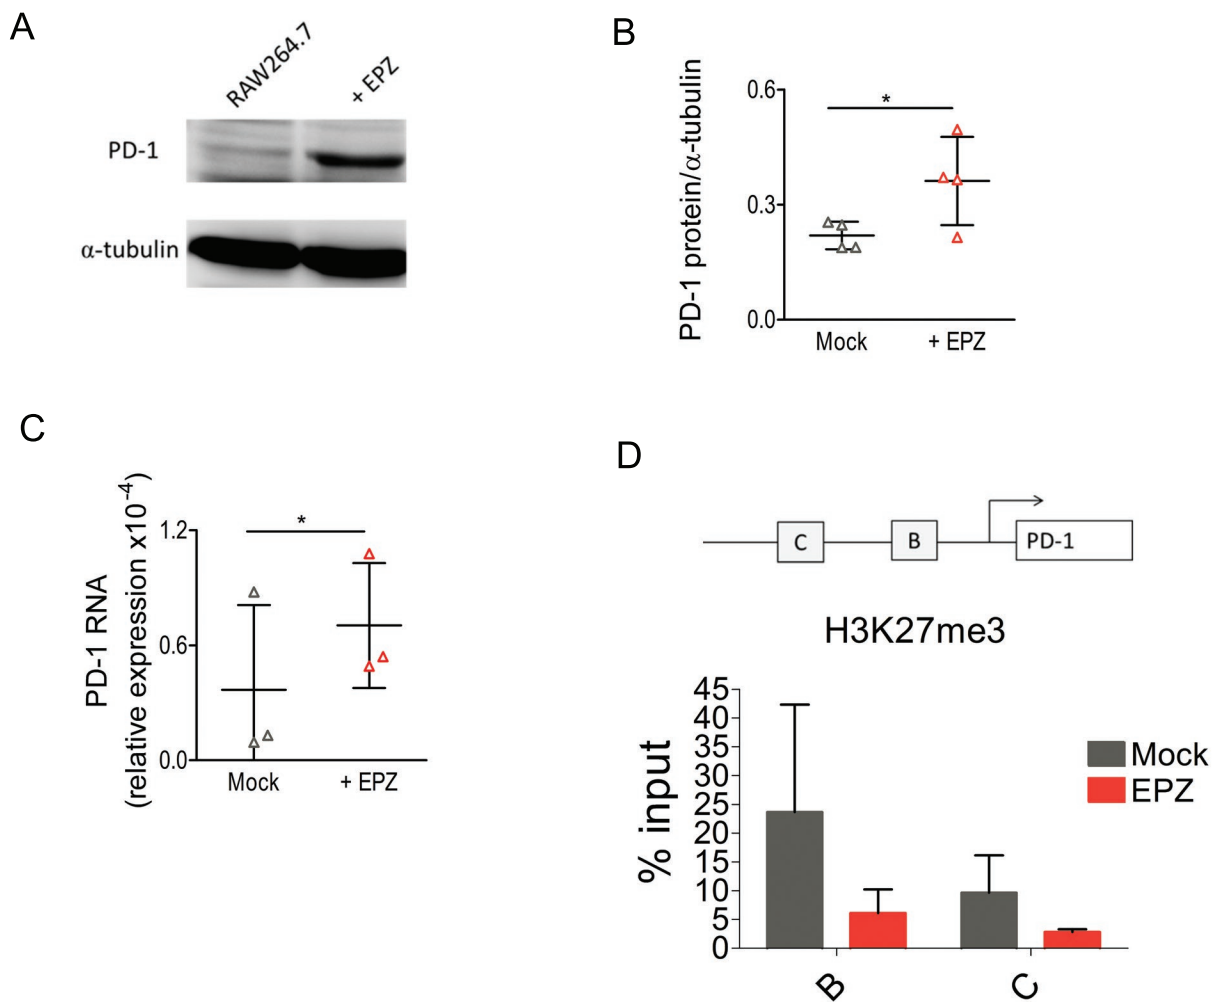 A
RAW264.7
+ EPZ
PD-1
α-tubulin
B
PD-1 protein/α-tubulin
0.6
0.3
0.0
*
Mock
+ EPZ
C
PD-1 RNA
(relative expression x10-4)
1.2
0.6
0.0
*
Mock
+ EPZ
D
C
B
PD-1
H3K27me3
% input
45
40
35
30
25
20
15
10
5
0
B
C
Mock
EPZ